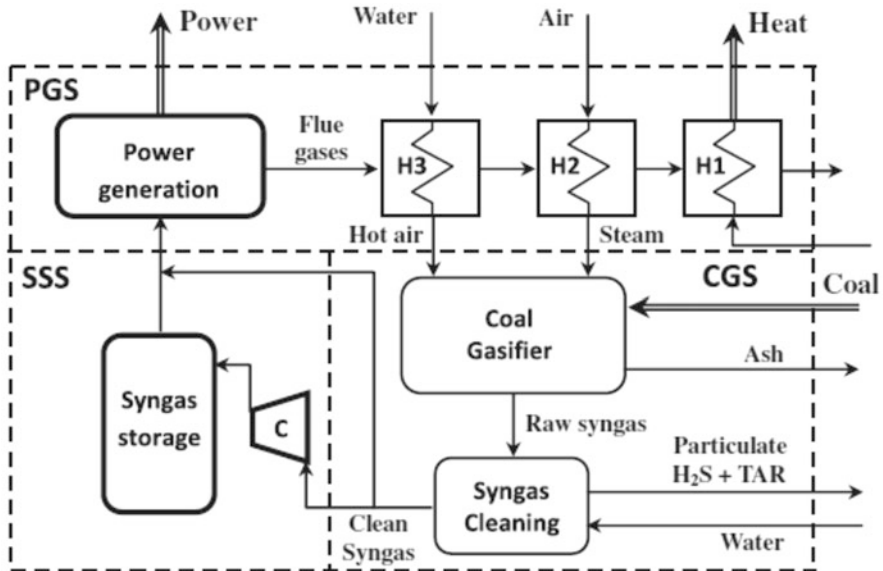 Power
Water
Air
Heat
PGS
Power
generation
Flue
gases
H3
H2
H1
Hot air
Steam
SSS
CGS
Coal
Coal
Gasifier
Ash
Syngas
storage
C
Raw syngas
Particulate
H₂S + TAR
Syngas
Cleaning
Clean
Syngas
Water